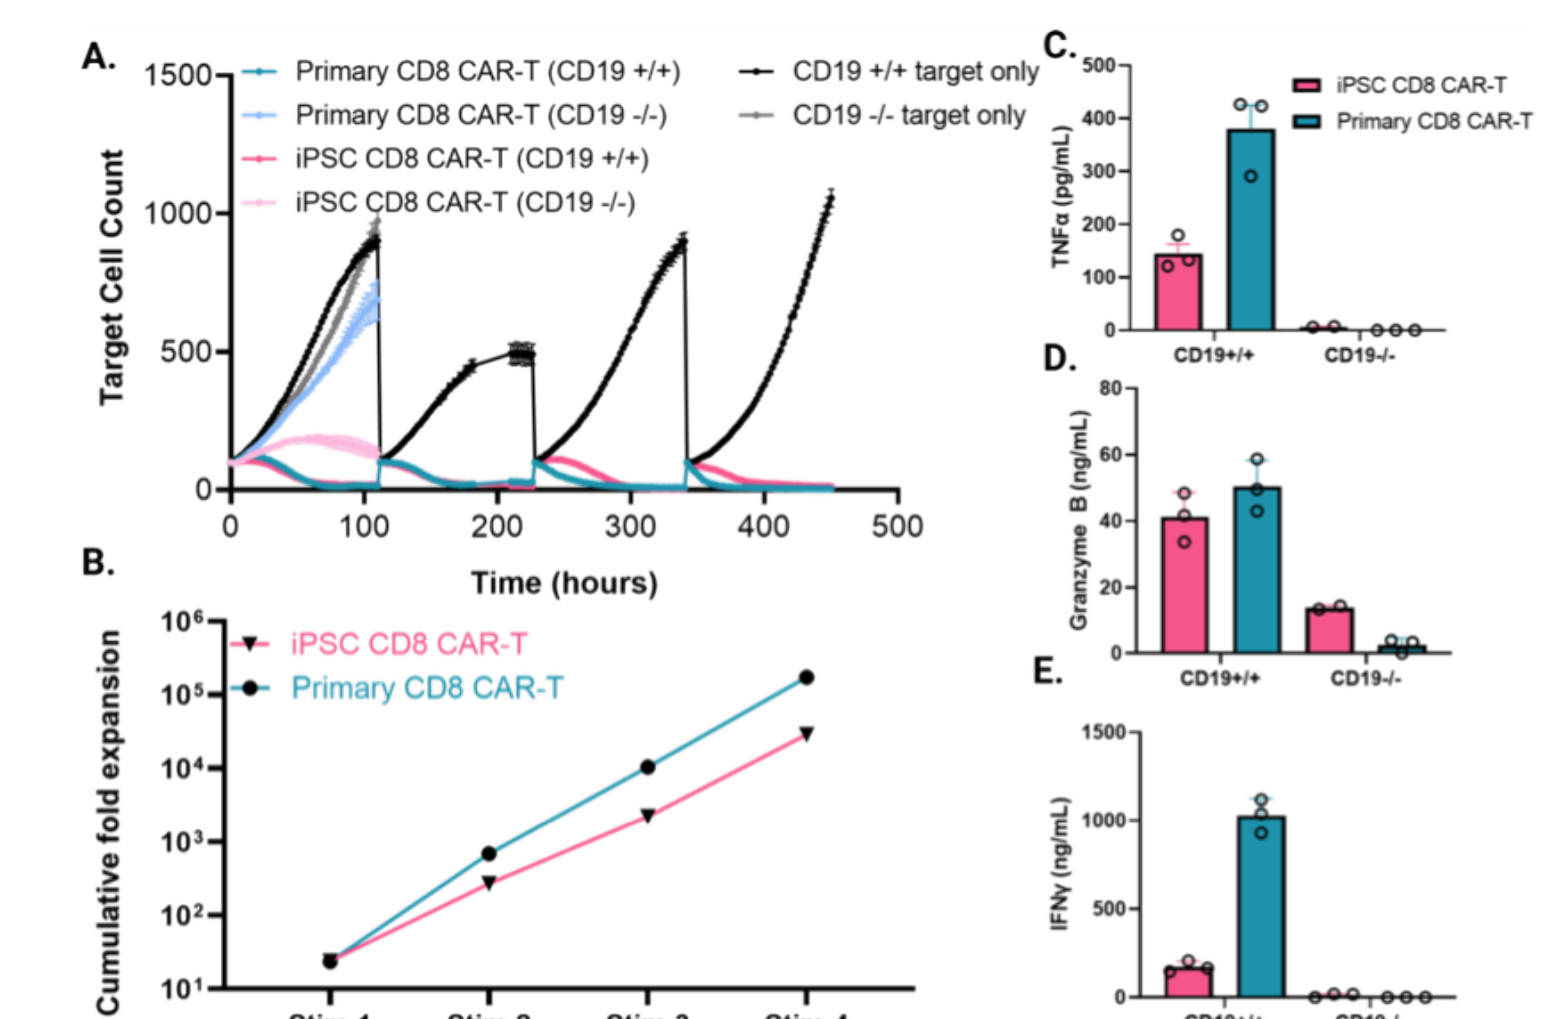 A.
1500
1000
500
0
Target Cell Count
Primary CD8 CAR-T (CD19 +/+)
Primary CD8 CAR-T (CD19 -/-)
iPSC CD8 CAR-T (CD19 +/+)
iPSC CD8 CAR-T (CD19 -/-)
CD19 +/+ target only
CD19 -/- target only
0 100 200 300 400 500
Time (hours)
B.
10⁶
10⁵
10⁴
10³
10²
10¹
Cumulative fold expansion
iPSC CD8 CAR-T
Primary CD8 CAR-T
C.
500
400
300
200
100
0
TNFα (pg/mL)
iPSC CD8 CAR-T
Primary CD8 CAR-T
CD19+/+ CD19-/-
D.
80
60
40
20
0
Granzyme B (ng/mL)
CD19+/+ CD19-/-
E.
1500
1000
500
0
IFNγ (ng/mL)